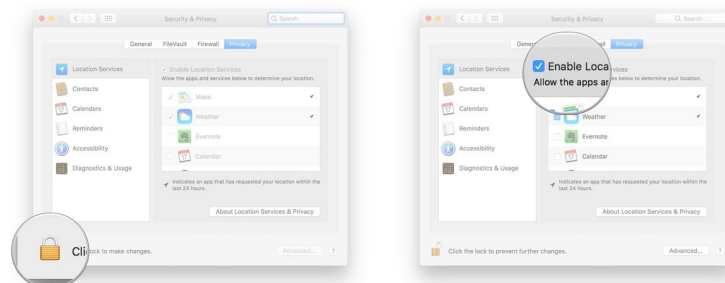 Security & Privacy
Search
General FileVault Firewall Privacy
Location Services
Contacts
Calendars
Reminders
Accessibility
Diagnostics & Usage
Enable Location Services
Allow the apps and services below to determine your location.
Maps
Weather
Evernote
Calendar
Indicates an app that has requested your location within the
last 24 hours.
About Location Services & Privacy
Cli lock to make changes.
Advanced... ?
Security & Privacy
Search
Gene all Privacy
Location Services
Contacts
Calendars
Reminders
Accessibility
Diagnostics & Usage
Enable Loca rvices
Allow the apps ar es below to determine your location.
Weather
Evernote
Calendar
Indicates an app that has requested your location within the
last 24 hours.
About Location Services & Privacy
Click the lock to prevent further changes.
Advanced... ?